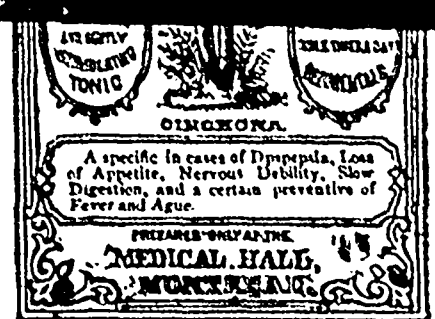 TONIC
CINCHONA.
A specific in cases of Dyspepsia, Loss
of Appetite, Nervous Debility, Slow
Digestion, and a certain preventive of
Fever and Ague.
PREPARED ONLY AT THE
MEDICAL HALL,
MONTREAL.